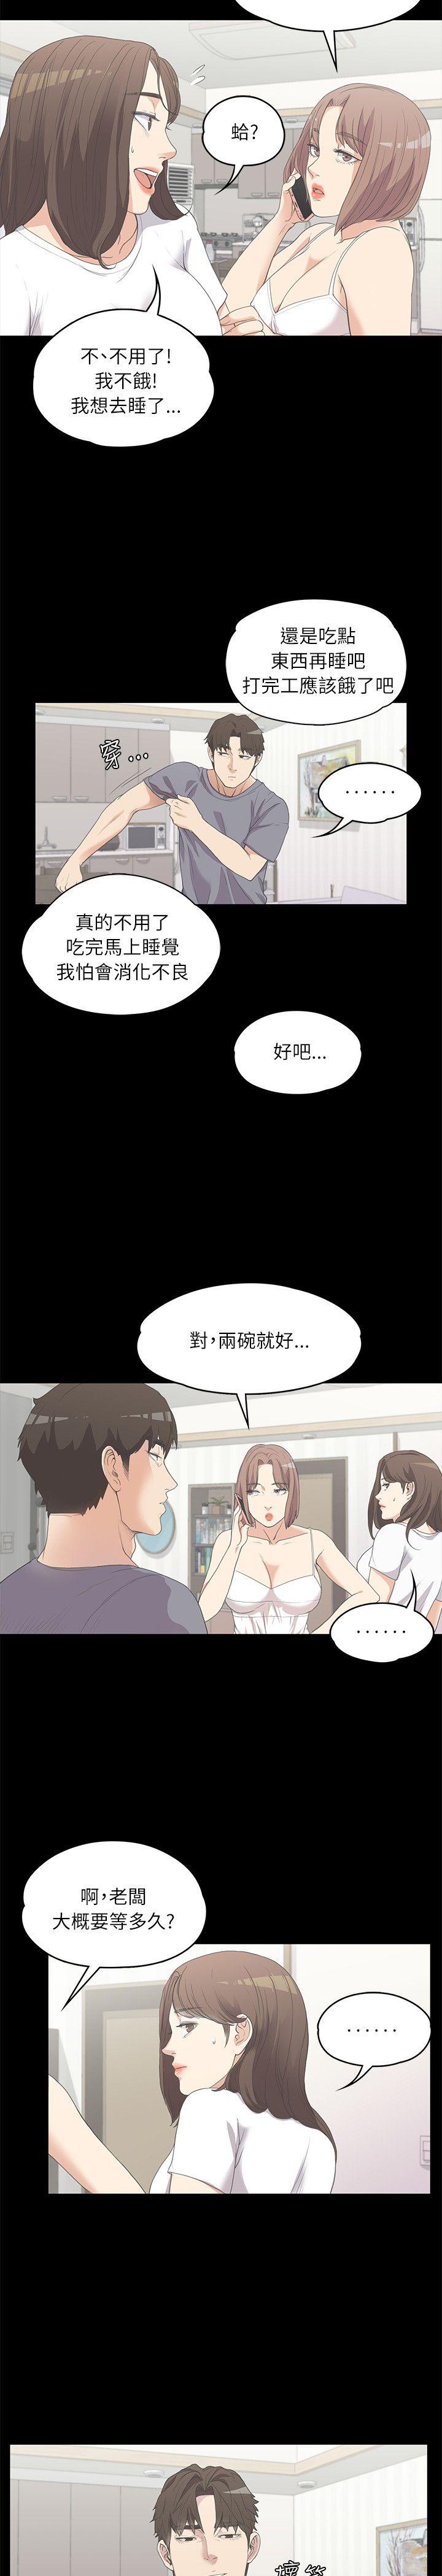 蛤?
不、不用了!
我不餓!
我想去睡了...
還是吃點
東西再睡吧
打完工應該餓了吧
穿...
......
真的不用了
吃完馬上睡覺
我怕會消化不良
好吧...
對,兩碗就好...
......
啊,老闆
大概要等多久?
......
壞笑